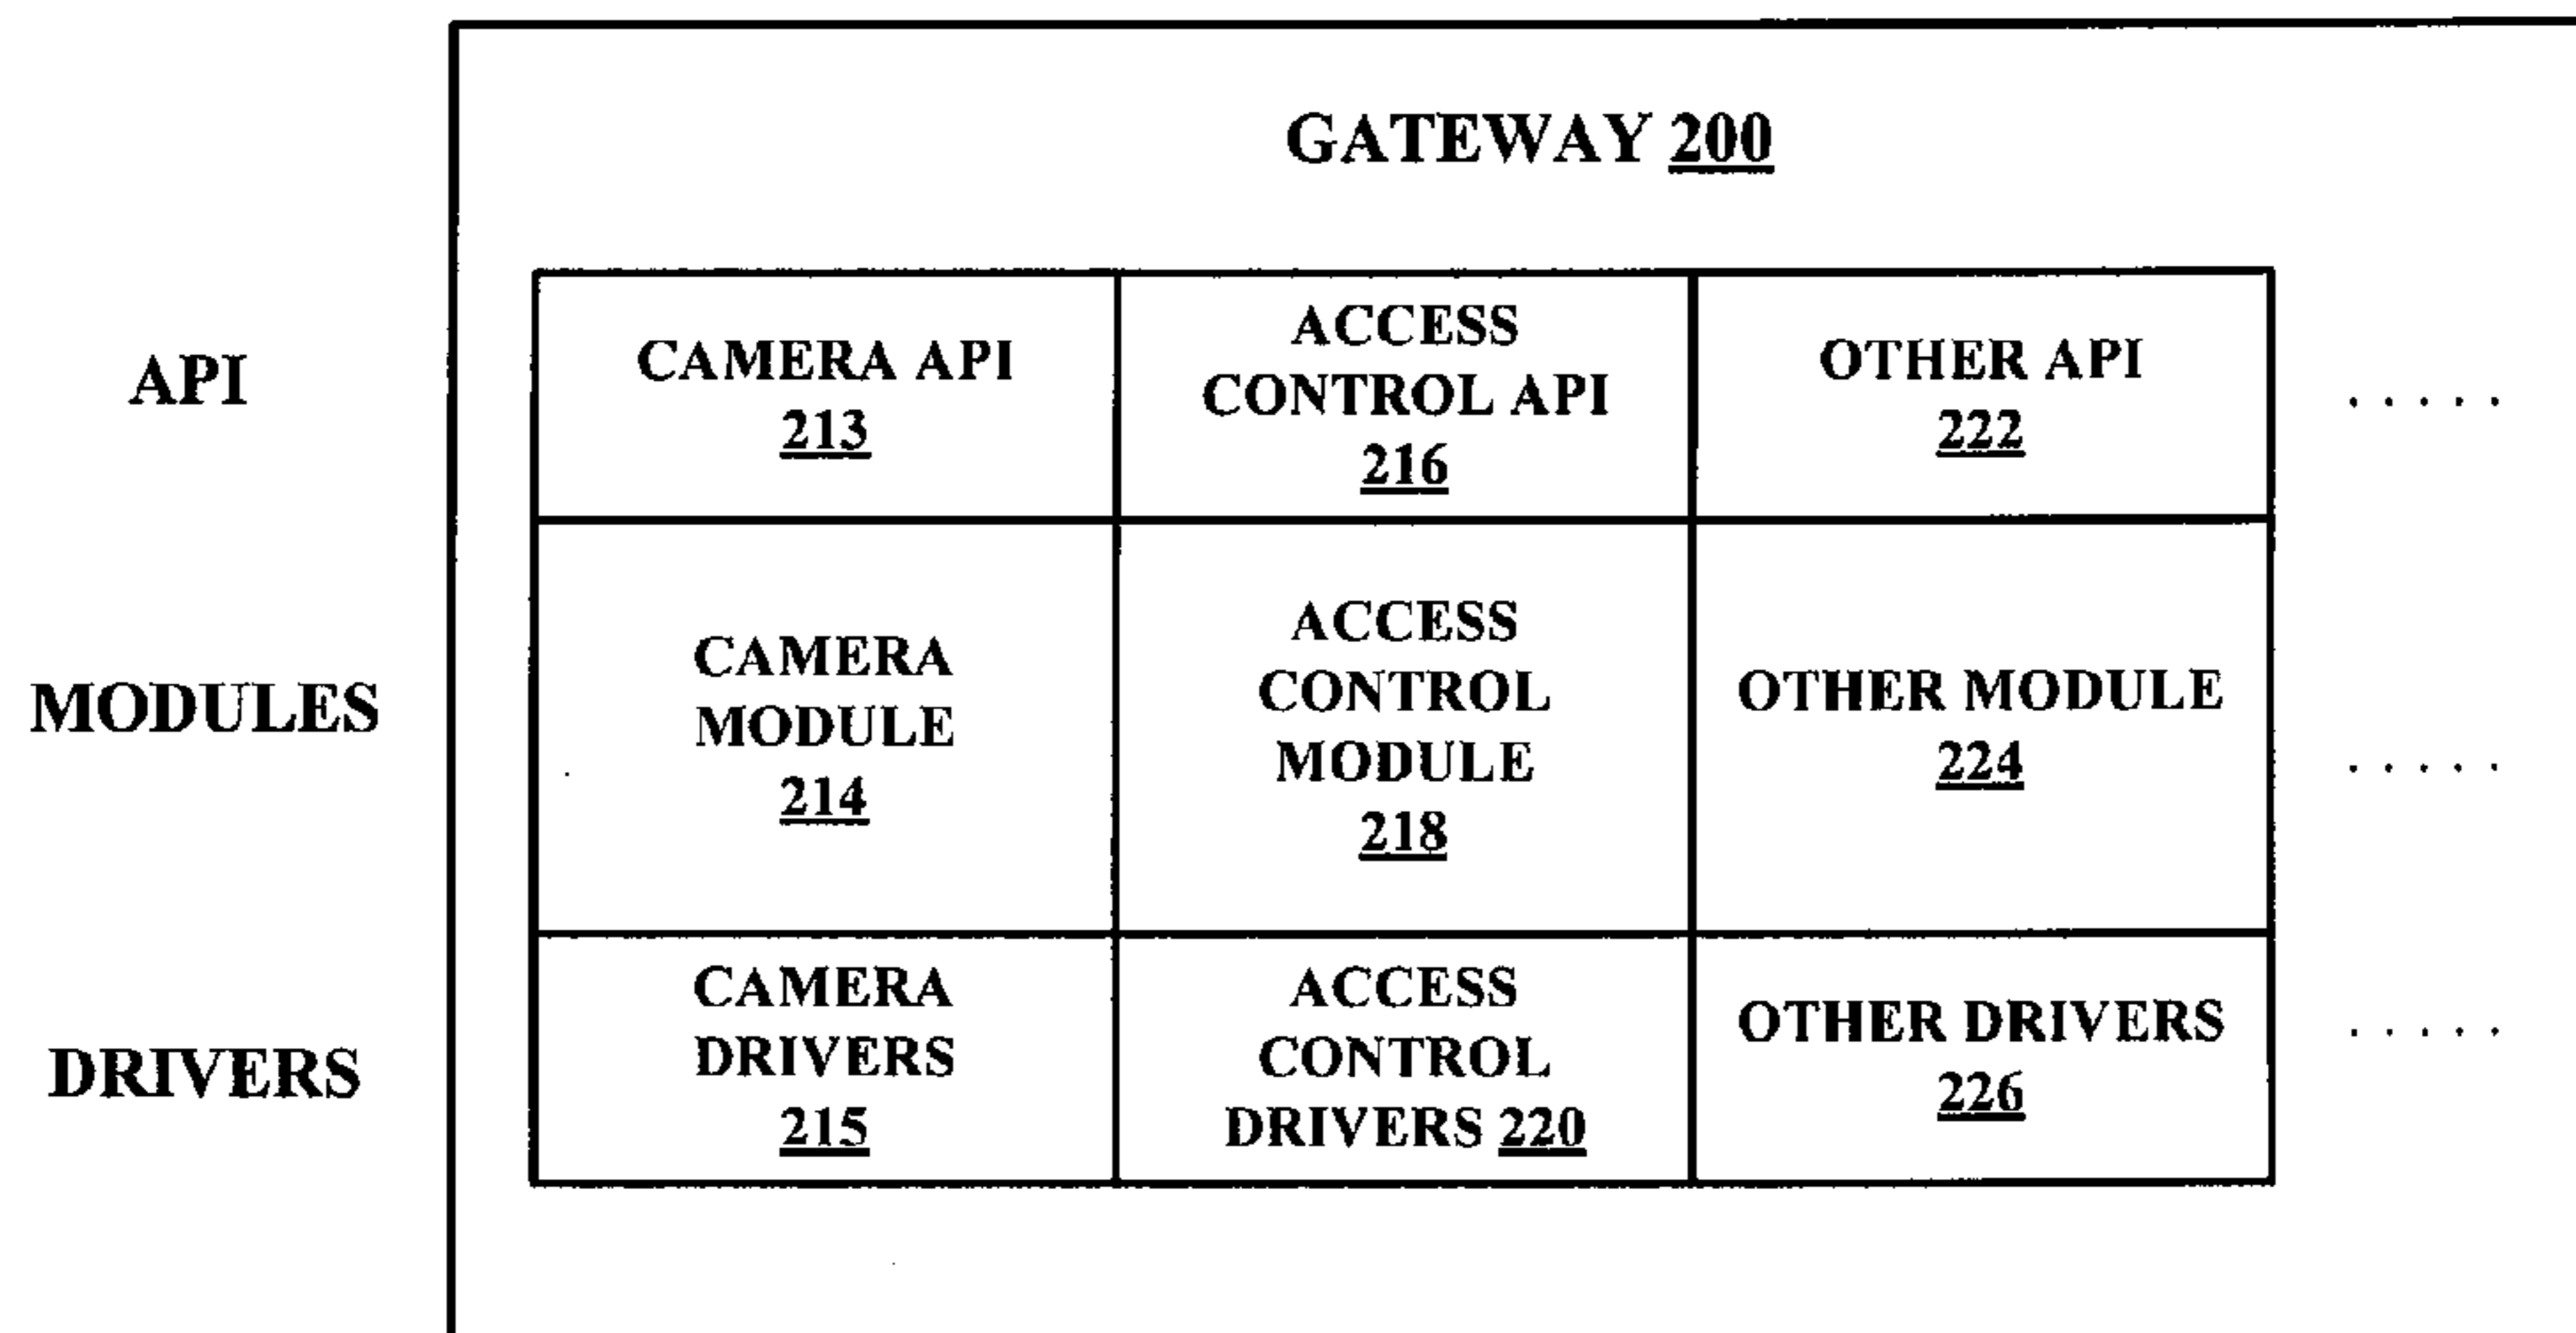 GATEWAY 200
API
CAMERA API
213
ACCESS
CONTROL API
216
OTHER API
222
.....
MODULES
CAMERA
MODULE
214
ACCESS
CONTROL
MODULE
218
OTHER MODULE
224
.....
DRIVERS
CAMERA
DRIVERS
215
ACCESS
CONTROL
DRIVERS 220
OTHER DRIVERS
226
.....